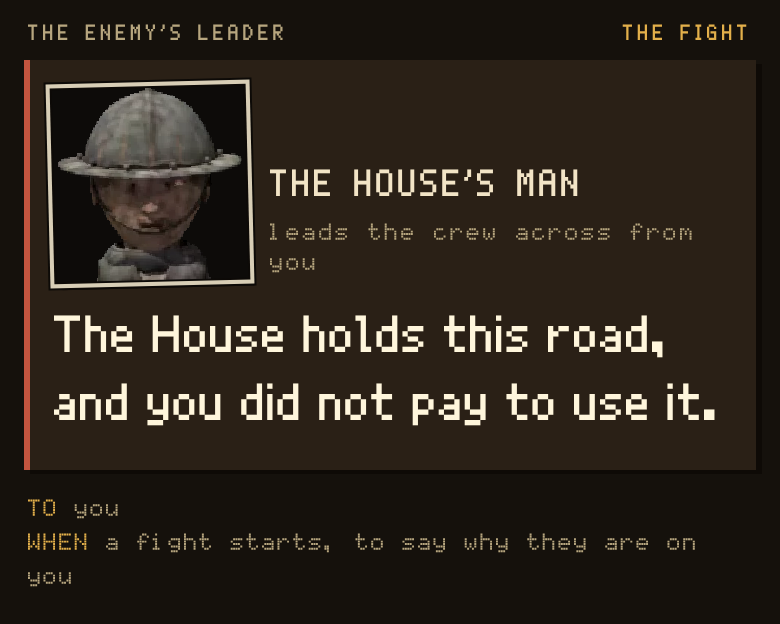 THE ENEMY'S LEADER
THE FIGHT
THE HOUSE'S MAN
leads the crew across from
you
The House holds this road,
and you did not pay to use it.
TO you
WHEN a fight starts, to say why they are on
you